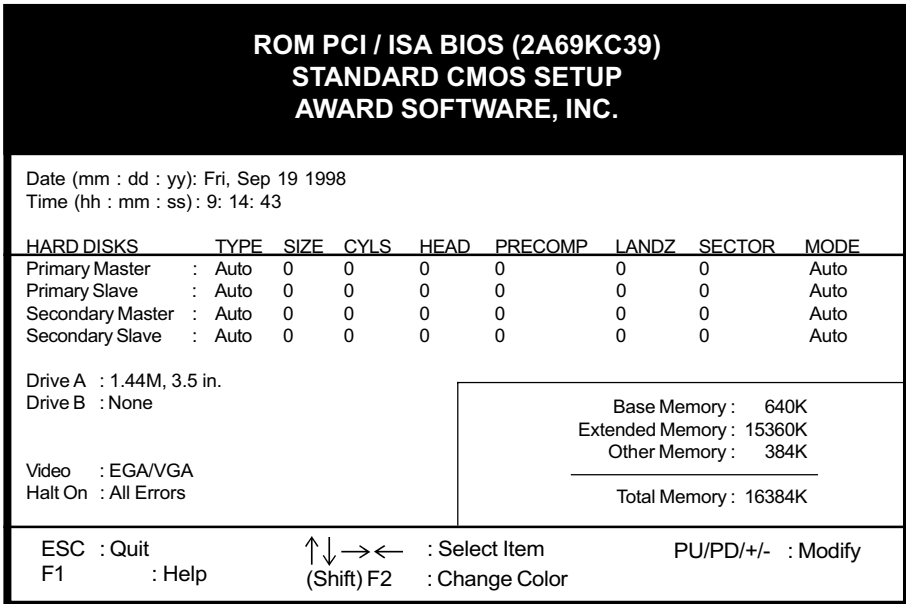 ROM PCI / ISA BIOS (2A69KC39)
STANDARD CMOS SETUP
AWARD SOFTWARE, INC.
Date (mm : dd : yy): Fri, Sep 19 1998
Time (hh : mm : ss) : 9: 14: 43
HARD DISKS TYPE SIZE CYLS HEAD PRECOMP LANDZ SECTOR MODE
Primary Master : Auto 0 0 0 0 0 0 Auto
Primary Slave : Auto 0 0 0 0 0 0 Auto
Secondary Master : Auto 0 0 0 0 0 0 Auto
Secondary Slave : Auto 0 0 0 0 0 0 Auto
Drive A : 1.44M, 3.5 in.
Drive B : None
Video : EGA/VGA
Halt On : All Errors
Base Memory : 640K
Extended Memory : 15360K
Other Memory : 384K
Total Memory : 16384K
ESC : Quit ↑↓→← : Select Item PU/PD/+/- : Modify
F1 : Help (Shift) F2 : Change Color